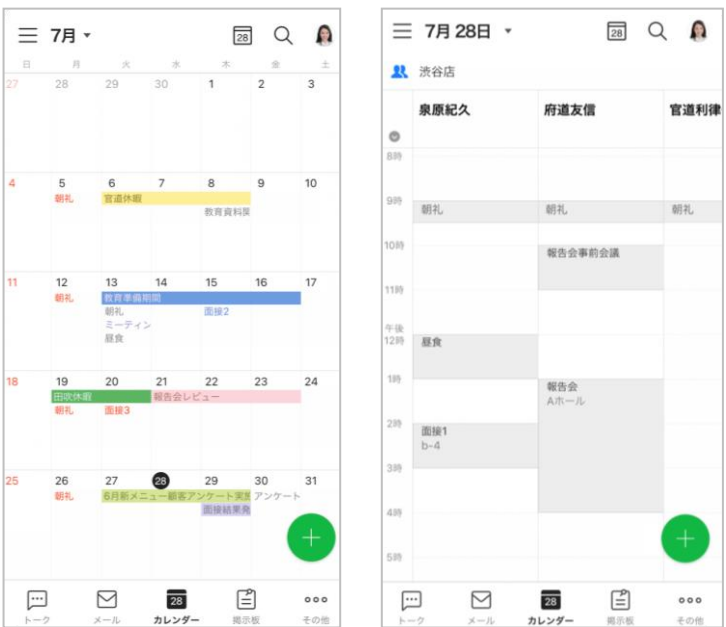 7月
28
日 月 火 水 木 金 土
27 28 29 30 1 2 3
4 5 6 7 8 9 10
朝礼 官道休暇
教育資料関
11 12 13 14 15 16 17
朝礼 教育準備期間
朝礼 面接2
ミーティン
昼食
18 19 20 21 22 23 24
田吹休暇 報告会レビュー
朝礼 面接3
25 26 27 28 29 30 31
朝礼 6月新メニュー顧客アンケート実施 アンケート
面接結果発
トーク メール 28 カレンダー 掲示板 その他
7月 28日
28
渋谷店
泉原紀久 府道友信 官道利律
8時
9時
朝礼 朝礼 朝礼
10時
報告会事前会議
11時
午後
12時
昼食
1時
報告会
Aホール
2時
面接1
b-4
3時
4時
5時
トーク メール 28 カレンダー 掲示板 その他